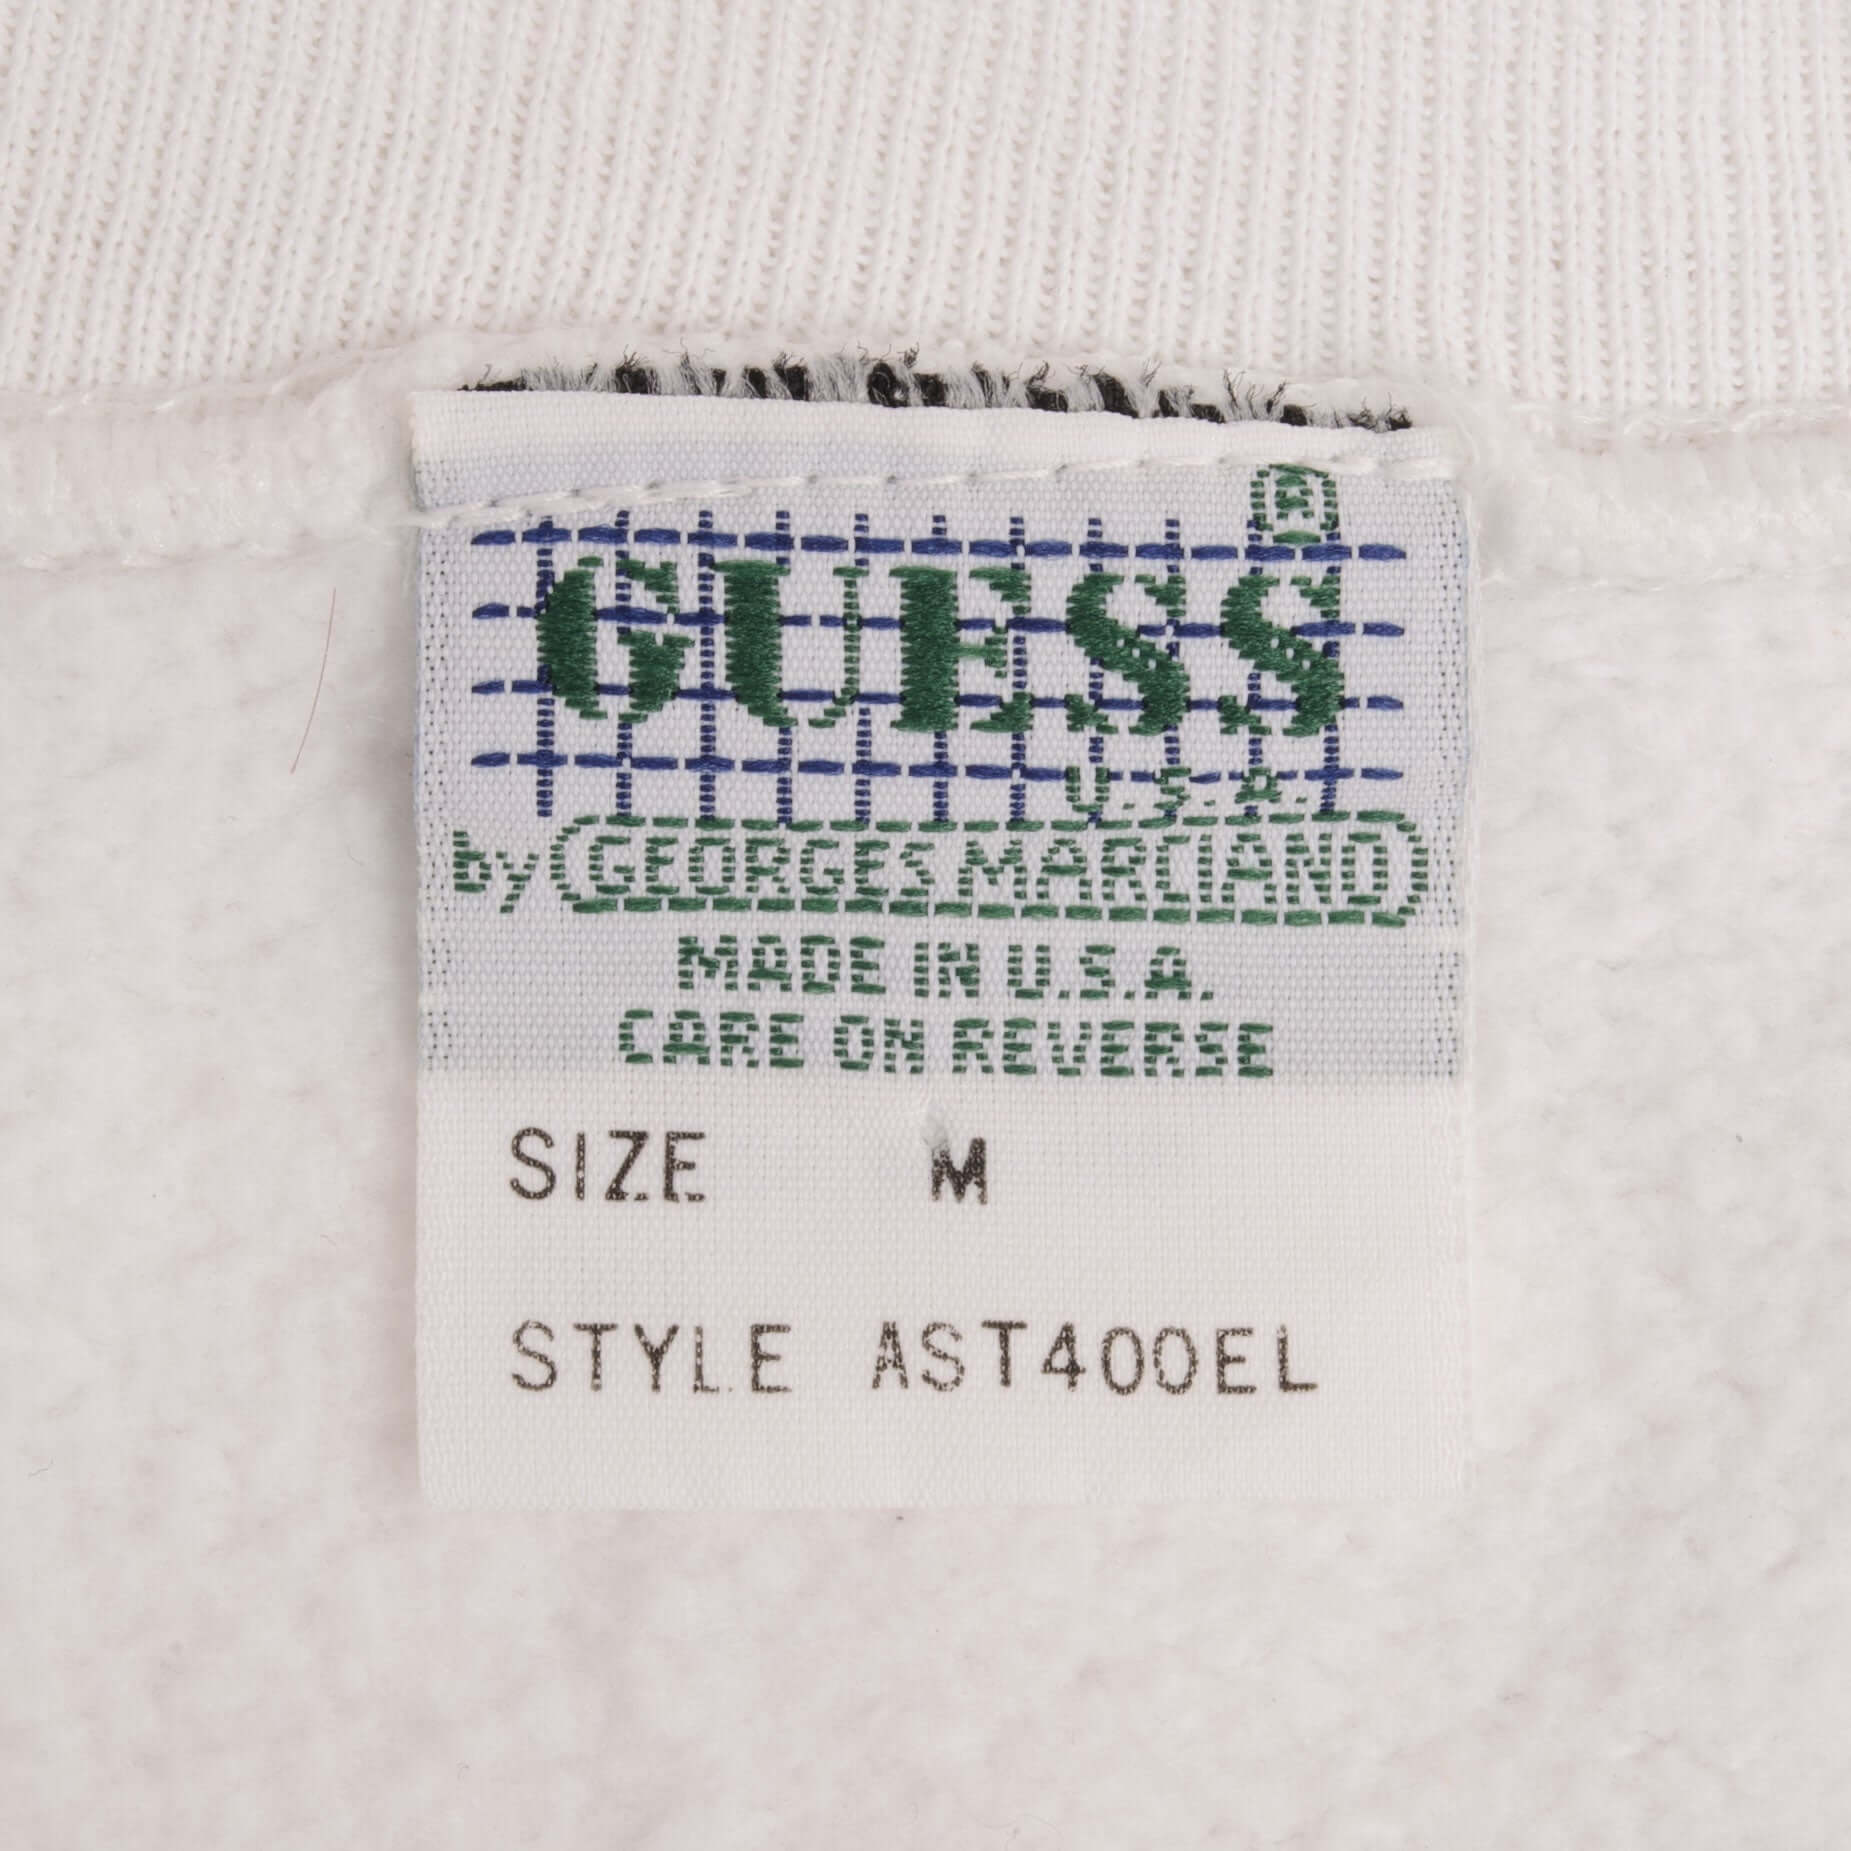 ®
GUESS
U.S.A.
by GEORGES MARCIANO
MADE IN U.S.A.
CARE ON REVERSE
SIZE M
STYLE AST400EL